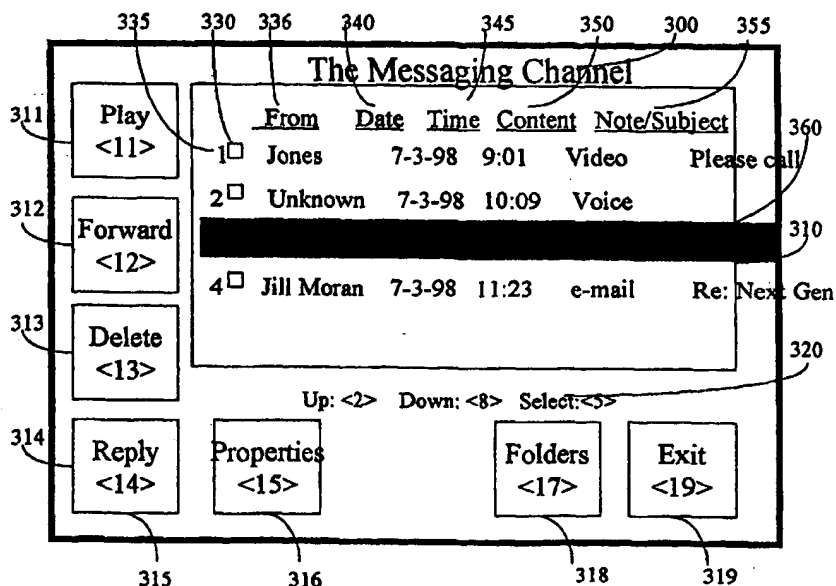 335 330 336 340 345 350 300 355
The Messaging Channel
311 Play <11>
From Date Time Content Note/Subject
360
1 Jones 7-3-98 9:01 Video Please call
2 Unknown 7-3-98 10:09 Voice
312 Forward <12>
310
4 Jill Moran 7-3-98 11:23 e-mail Re: Next Gen
313 Delete <13>
320
Up: <2> Down: <8> Select:<5>
314 Reply <14>
Properties <15>
Folders <17>
Exit <19>
315 316 318 319